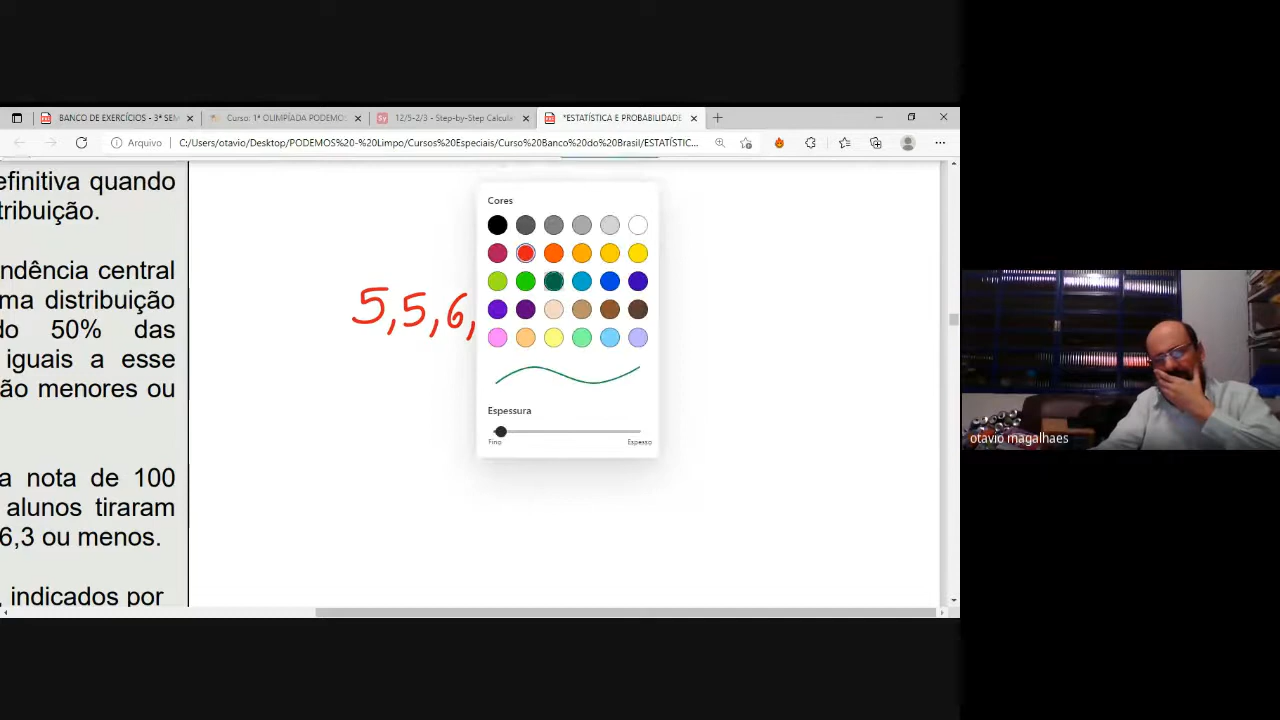 BANCO DE EXERCÍCIOS - 3ª SEM
Curso: 1ª OLIMPÍADA PODEMOS
Sy 12/5-2/3 - Step-by-Step Calcula
*ESTATÍSTICA E PROBABILIDADE
Arquivo C:/Users/otavio/Desktop/PODEMOS%20-%20Limpo/Cursos%20Especiais/Curso%20Banco%20do%20Brasil/ESTATÍSTIC...
efinitiva quando
tribuição.
ndência central
ma distribuição
do 50% das
iguais a esse
ão menores ou
a nota de 100
alunos tiraram
6,3 ou menos.
, indicados por
5,5,6,
Cores
Espessura
Fino Espesso
otavio magalhaes